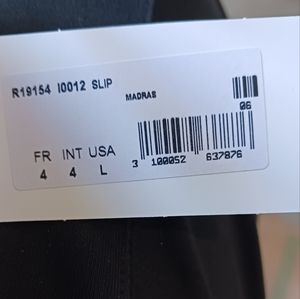 R19154 I0012 SLIP
MADRAS
06
FR INT USA
4 4 L
3 100052 637876